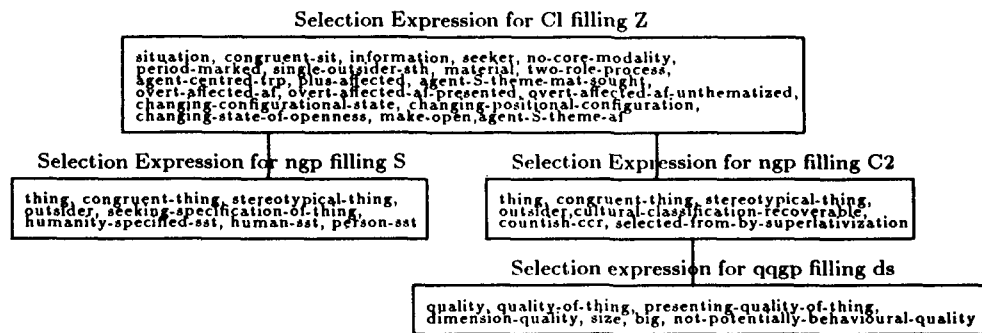 Selection Expression for Cl filling Z
situation, congruent-sit, information, seeker, no-core-modality,
period-marked, single-outsider-sth, material, two-role-process,
agent-centred-trp, plus-affected, agent-S-theme-mat-sought,
overt-affected-af, overt-affected-af-presented, overt-affected-af-unthematized,
changing-configurational-state, changing-positional-configuration,
changing-state-of-openness, make-open,agent-S-theme-af
Selection Expression for ngp filling S
thing, congruent-thing, stereotypical-thing,
outsider, seeking-specification-of-thing,
humanity-specified-sst, human-sst, person-sst
Selection Expression for ngp filling C2
thing, congruent-thing, stereotypical-thing,
outsider,cultural-classification-recoverable,
countish-ccr, selected-from-by-superlativization
Selection expression for qqgp filling ds
quality, quality-of-thing, presenting-quality-of-thing,
dimension-quality, size, big, not-potentially-behavioural-quality